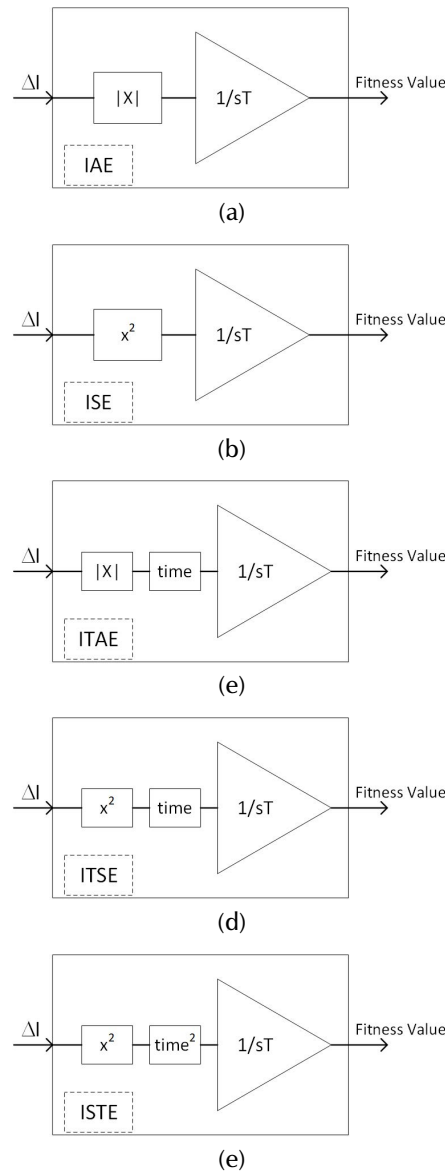 ΔI
|X|
1/sT
Fitness Value
IAE
(a)
ΔI
x²
1/sT
Fitness Value
ISE
(b)
ΔI
|X|
time
1/sT
Fitness Value
ITAE
(e)
ΔI
x²
time
1/sT
Fitness Value
ITSE
(d)
ΔI
x²
time²
1/sT
Fitness Value
ISTE
(e)